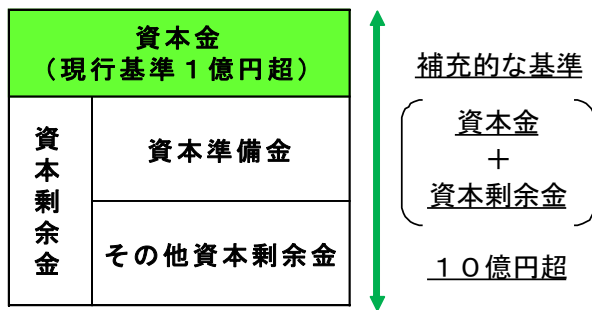 資本金
（現行基準１億円超）
資本剰余金
資本準備金
その他資本剰余金
補充的な基準
資本金
＋
資本剰余金
１０億円超